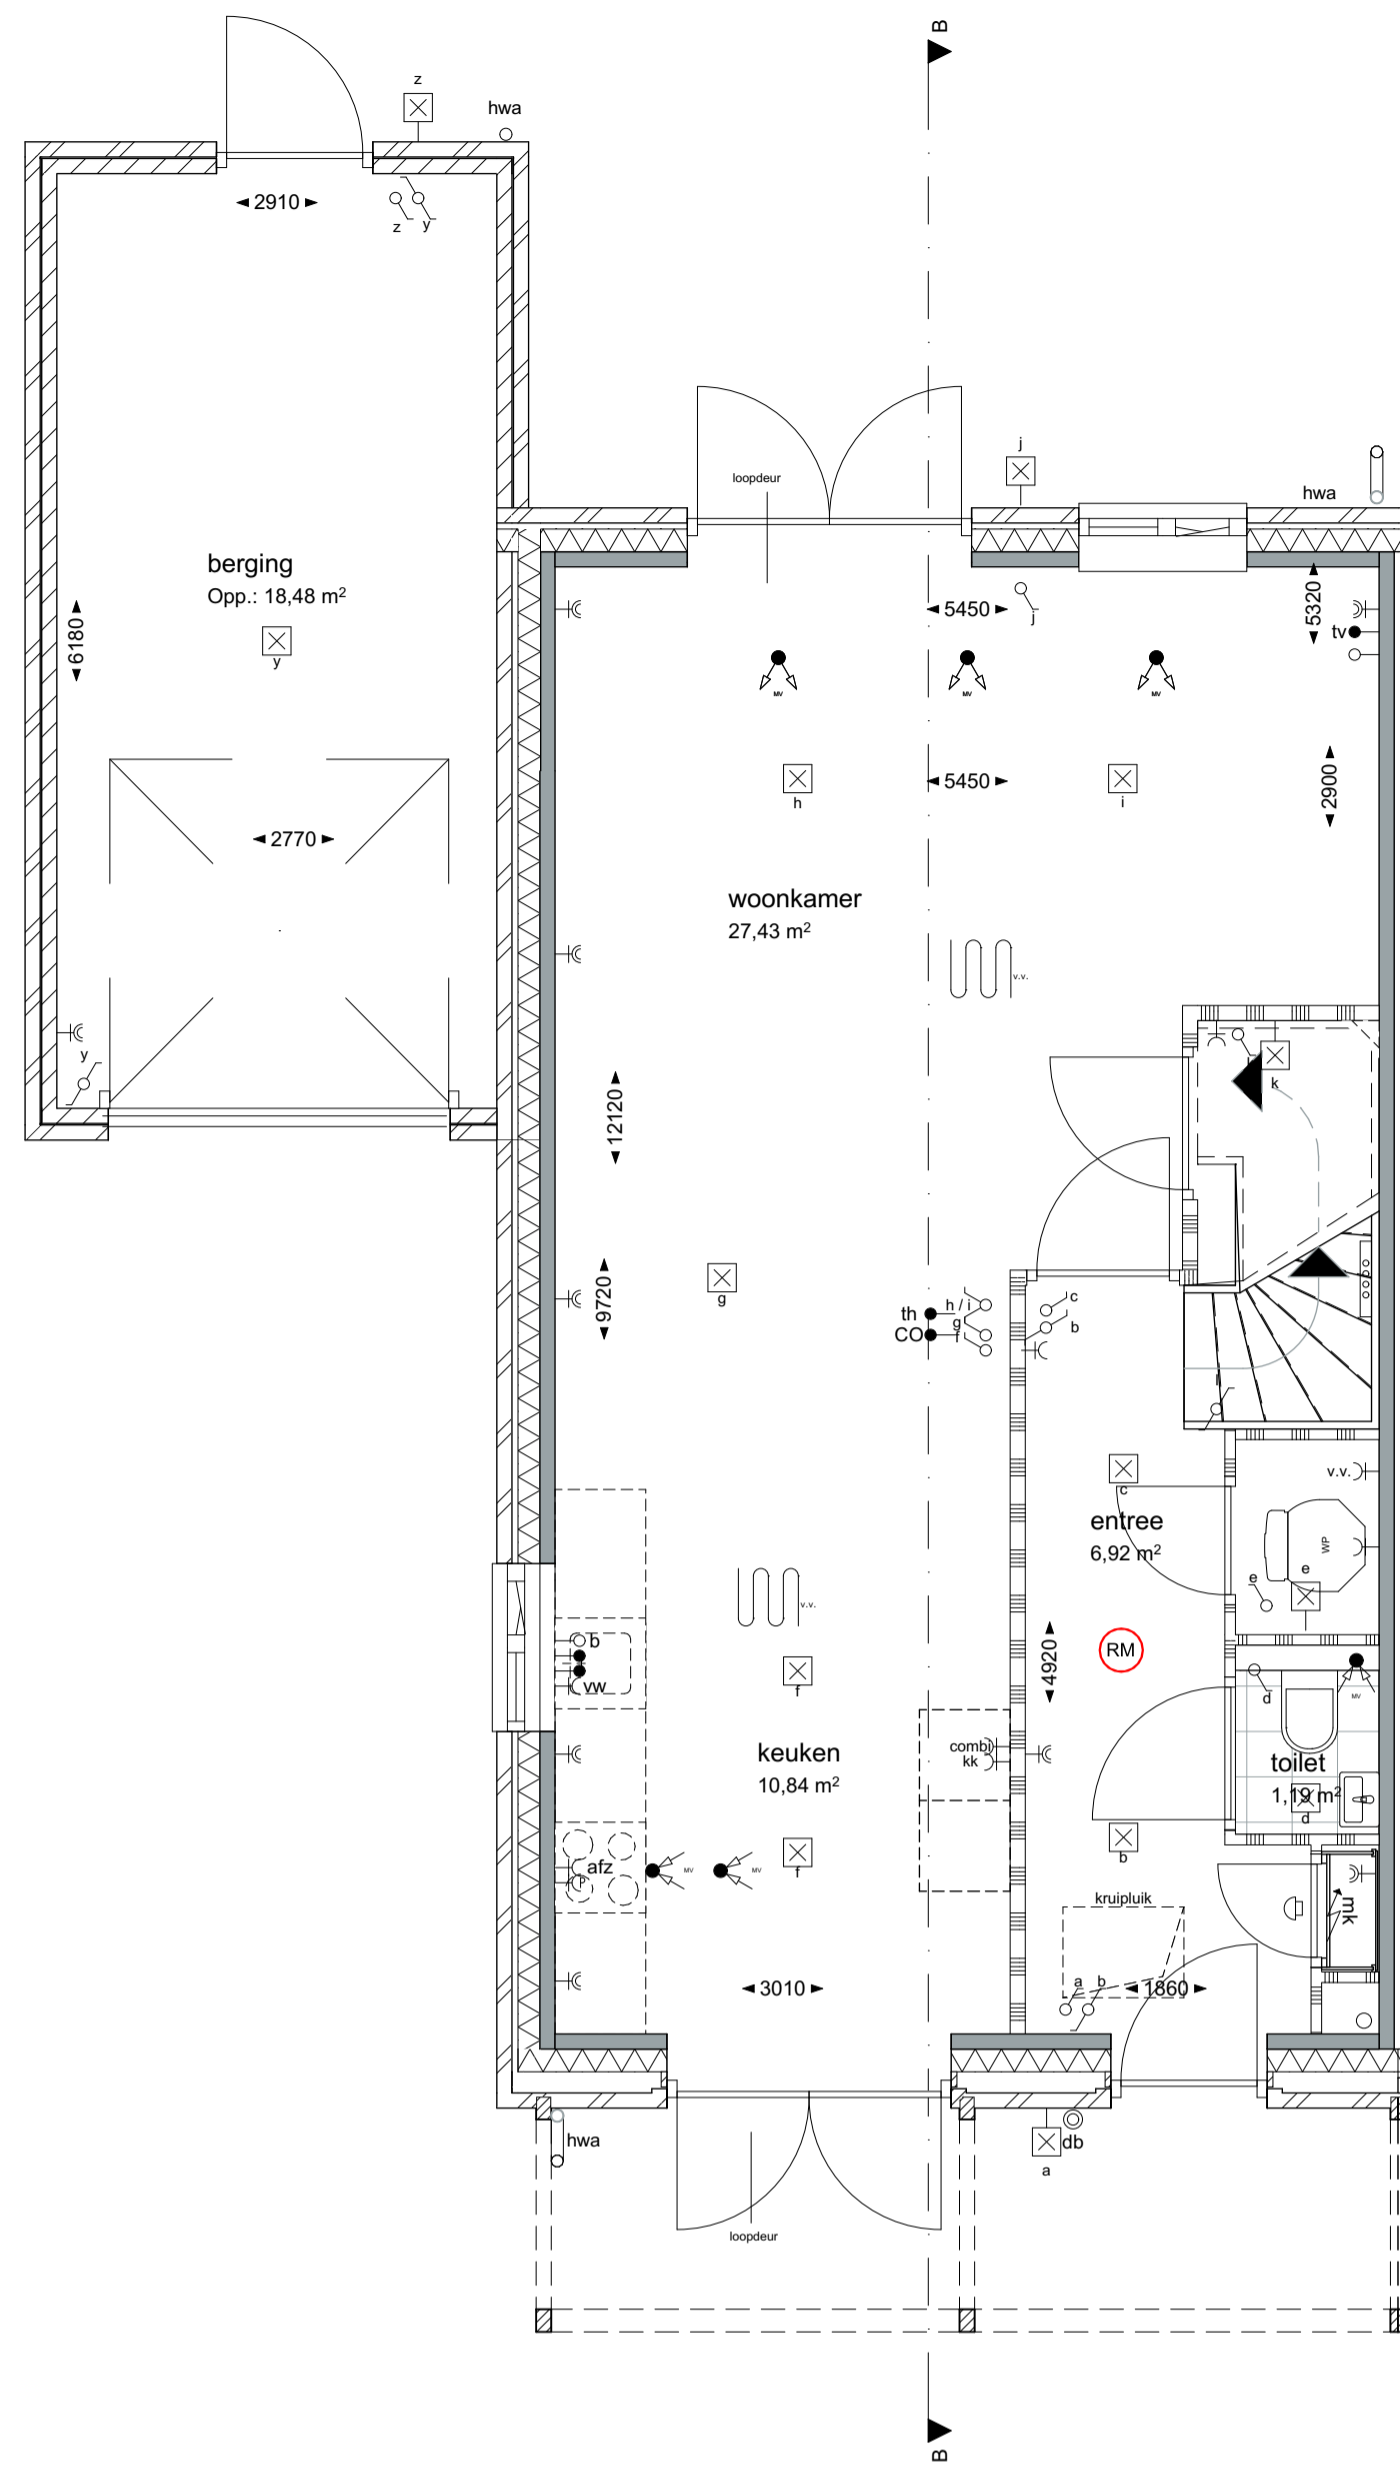 B
z
hwa
2910
z
y
j
loopdeur
hwa
berging
Opp.: 18,48 m²
6180
y
5450
j
5320
tv
MV
MV
MV
h
5450
i
2900
2770
woonkamer
27,43 m²
v.v.
y
k
k
12120
9720
g
th
h / i
CO
g
f
c
b
c
v.v.
entree
6,92 m²
WP
e
e
v.v.
b
vw
f
4920
RM
d
MV
keuken
10,84 m²
combi
kk
toilet
1,19 m²
d
b
afz
P
MV
MV
f
mk
kruipluik
a
b
1860
3010
hwa
db
a
loopdeur
B